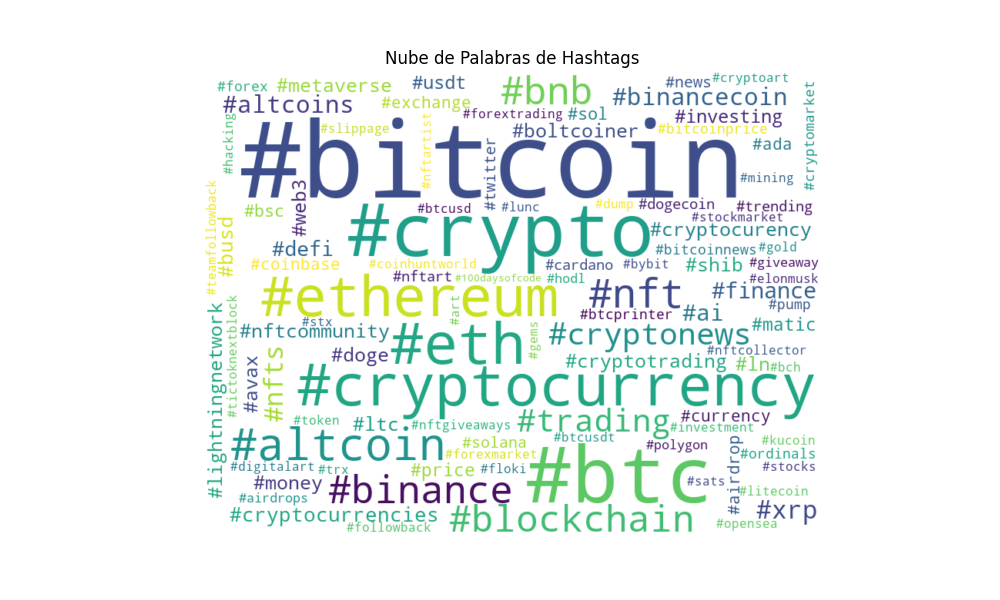 Nube de Palabras de Hashtags
#forex
#metaverse
#usdt
#bnb
#news
#cryptoart
#altcoins
#exchange
#forextrading
#sol
#binancecoin
#investing
#cryptomarket
#hacking
#slippage
#nftartist
#boltcoiner
#bitcoinprice
#ada
#bitcoin
#twitter
#mining
#teamfollowback
#web3
#bsc
#btcusd
#lunc
#dump
#dogecoin
#trending
#stockmarket
#busd
#crypto
#cryptocurency
#defi
#bitcoinnews
#gold
#coinbase
#coinhuntworld
#cardano
#bybit
#shib
#giveaway
#nftart
#100daysofcode
#hodl
#elonmusk
#ethereum
#nft
#finance
#art
#pump
#lightningnetwork
#tictoknextblock
#stx
#btcprinter
#ai
#nftcommunity
#eth
#gems
#cryptonews
#matic
#avax
#nfts
#doge
#nftcollector
#cryptotrading
#ln
#bch
#cryptocurrency
#token
#ltc
#nftgiveaways
#trading
#currency
#investment
#altcoin
#solana
#btcusdt
#polygon
#airdrop
#kucoin
#forexmarket
#ordinals
#digitalart
#trx
#price
#floki
#btc
#stocks
#money
#binance
#sats
#litecoin
#airdrops
#cryptocurrencies
#followback
#blockchain
#opensea
#xrp